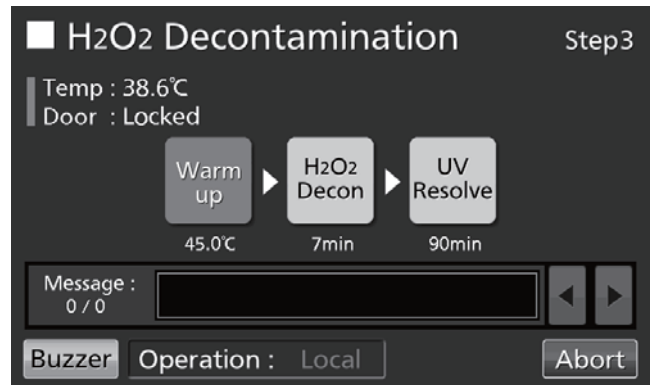 H2O2 Decontamination Step3
Temp : 38.6℃
Door : Locked
Warm up
H2O2 Decon
UV Resolve
45.0℃ 7min 90min
Message :
0 / 0
Buzzer Operation : Local Abort